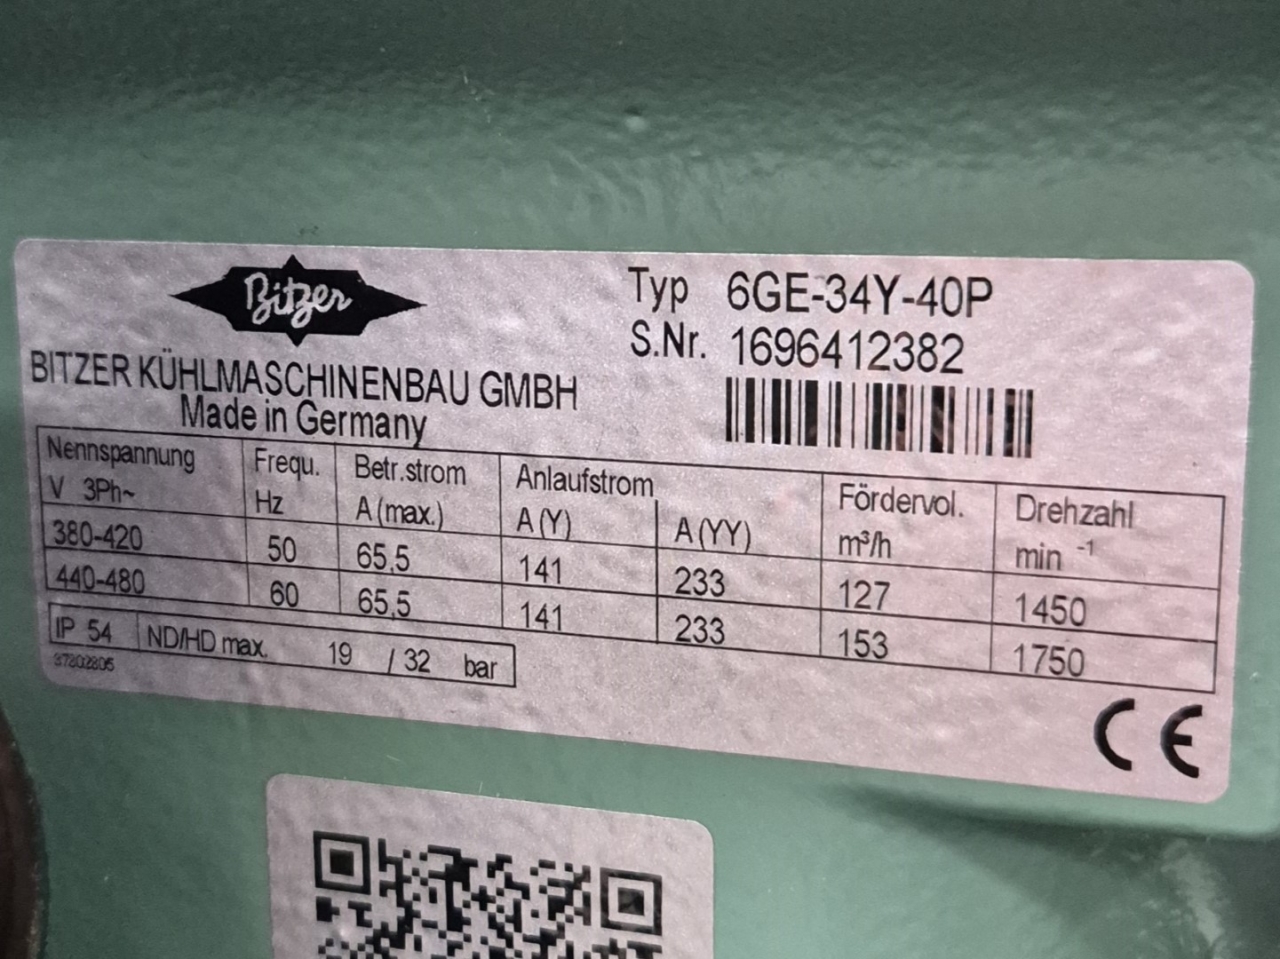 Bitzer
BITZER KÜHLMASCHINENBAU GMBH
Made in Germany
Typ 6GE-34Y-40P
S.Nr. 1696412382
Nennspannung Frequ. Betr.strom Anlaufstrom Fördervol. Drehzahl
V 3Ph~ Hz A (max.) A (Y) A (YY) m³/h min -1
380-420 50 65,5 141 233 127 1450
440-480 60 65,5 141 233 153 1750
IP 54 ND/HD max. 19 / 32 bar
37802805
CE